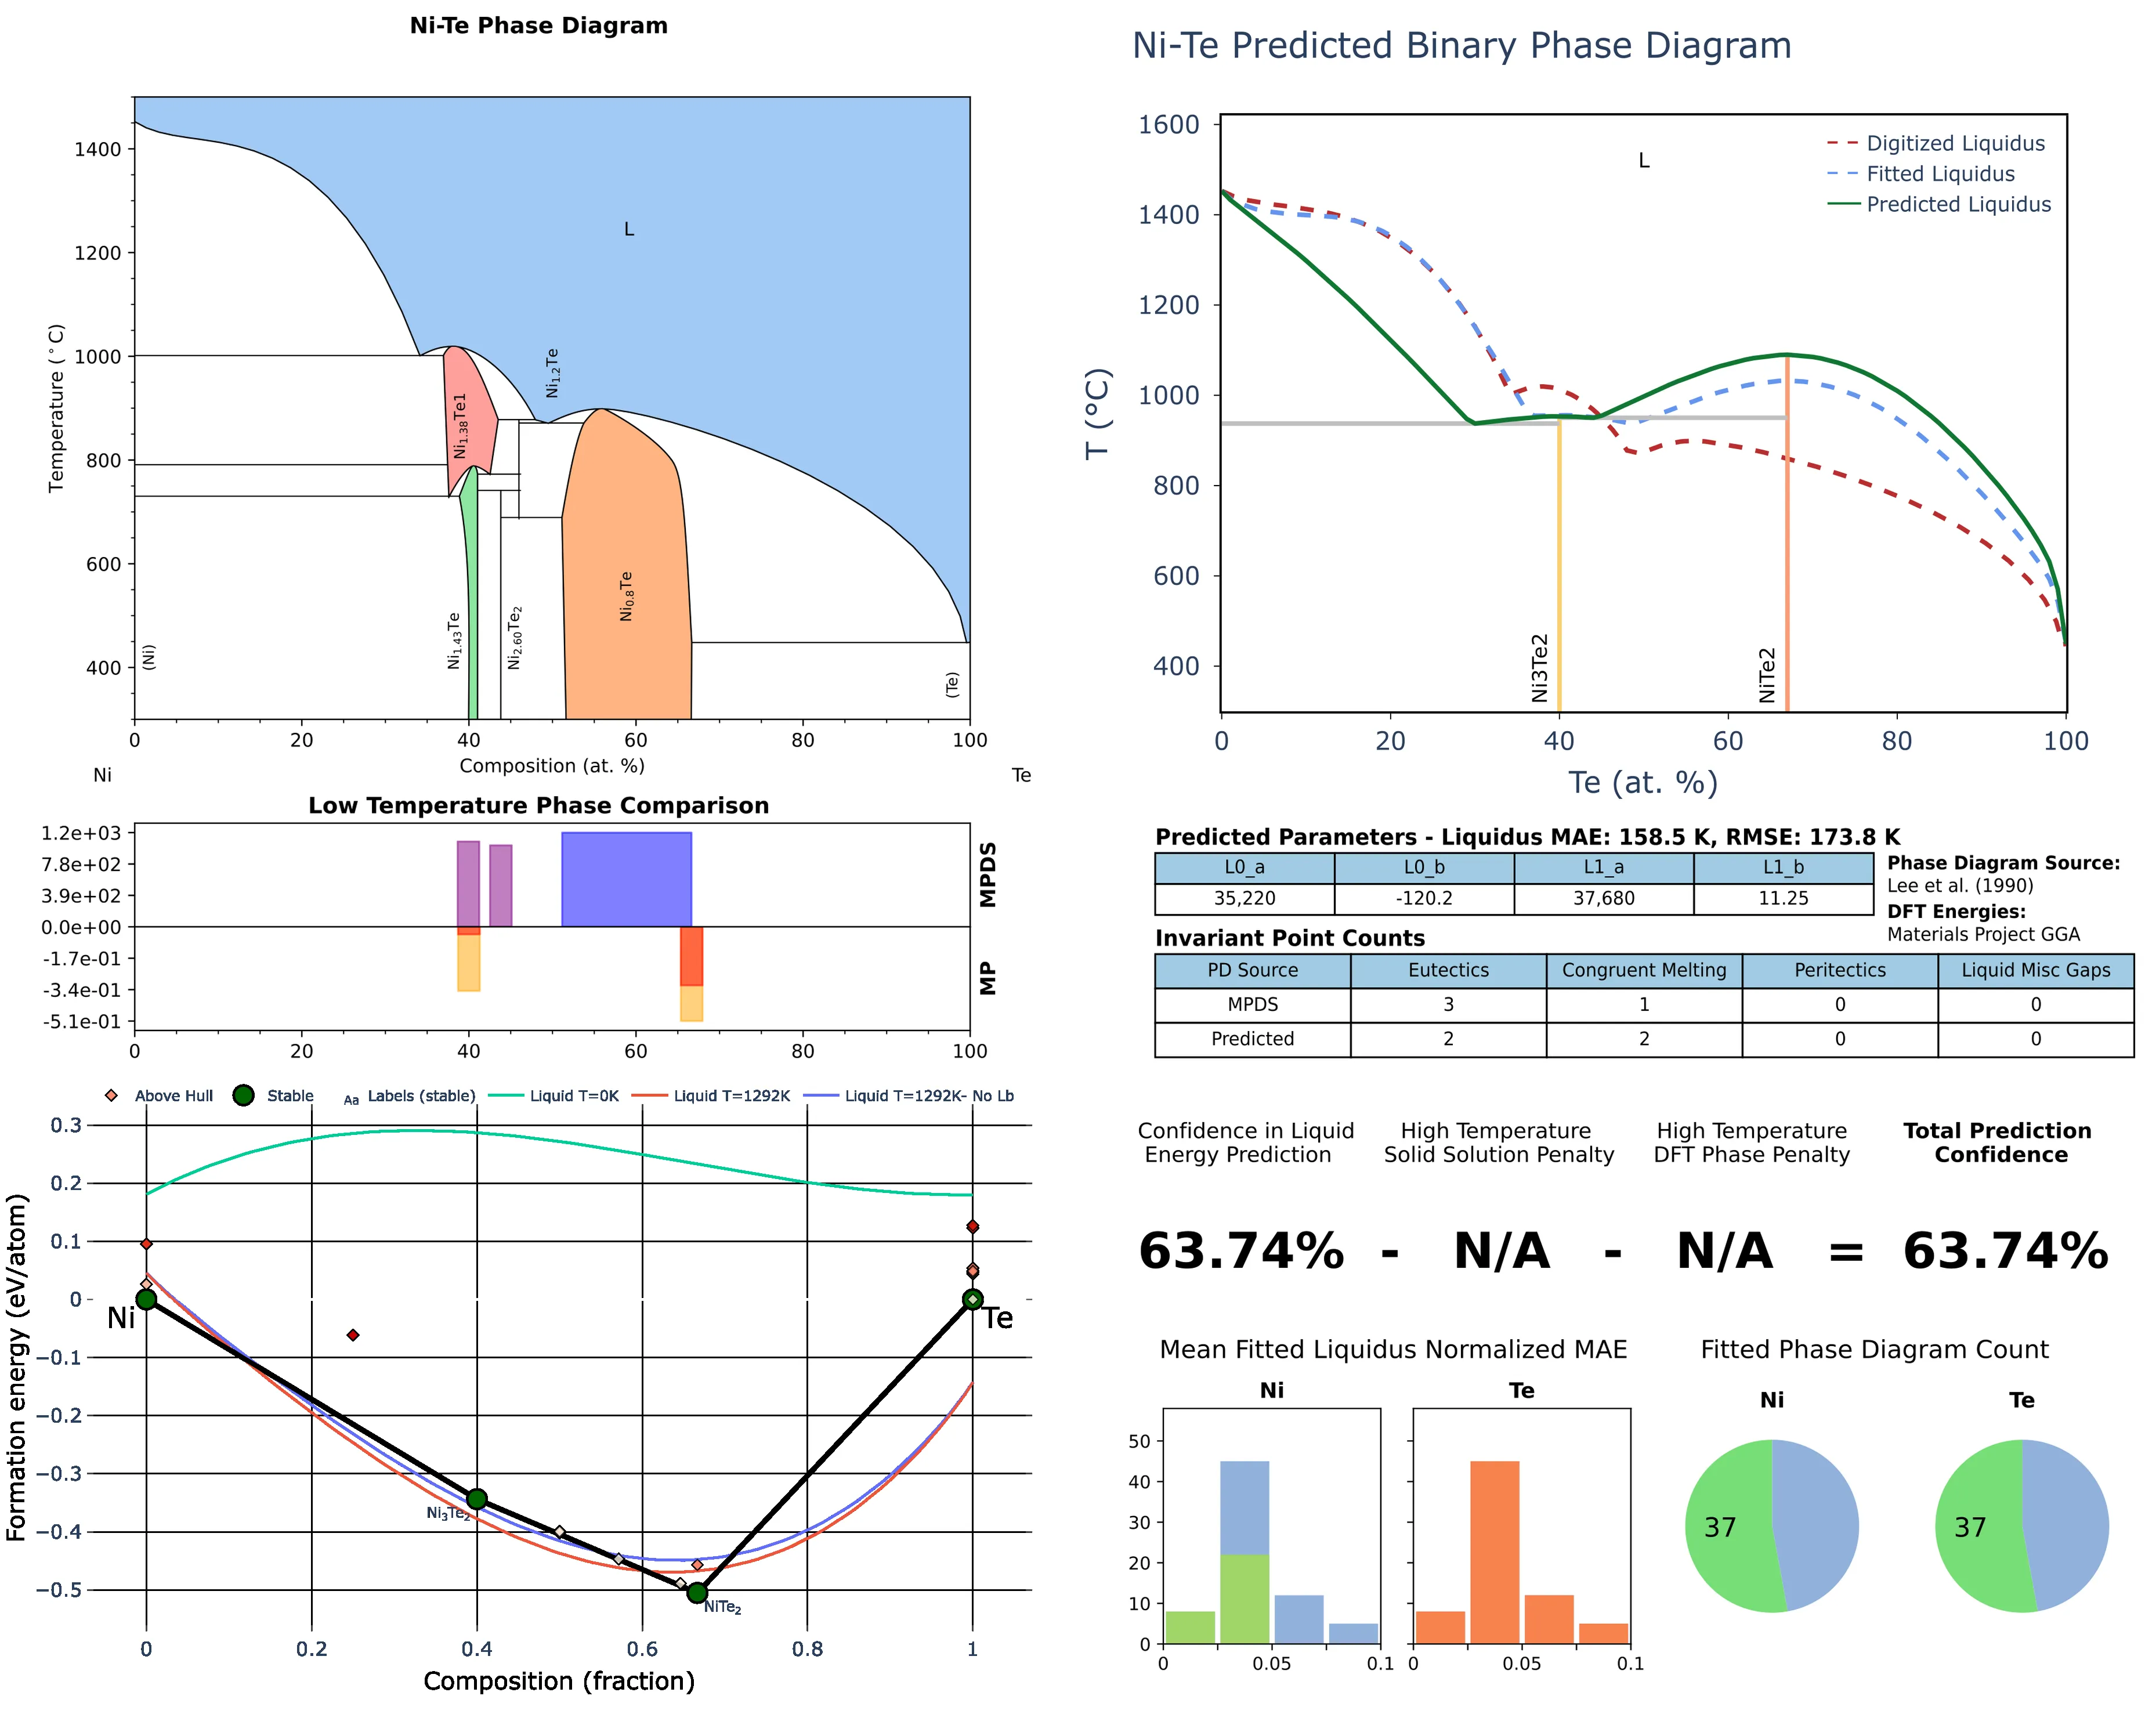 Ni-Te Phase Diagram
1400
1200
1000
800
600
400
Temperature (°C)
L
Ni1.2Te
Ni1.38Te1
Ni1.43Te
Ni2.60Te2
Ni0.8Te
(Ni)
(Te)
0 20 40 60 80 100
Composition (at. %)
Ni Te
Low Temperature Phase Comparison
1.2e+03
7.8e+02
3.9e+02
0.0e+00
-1.7e-01
-3.4e-01
-5.1e-01
MPDS
MP
0 20 40 60 80 100
Above Hull Stable Aa Labels (stable) Liquid T=0K Liquid T=1292K Liquid T=1292K- No Lb
0.3
0.2
0.1
0
−0.1
−0.2
−0.3
−0.4
−0.5
Formation energy (eV/atom)
Ni
Te
Ni3Te2
NiTe2
0 0.2 0.4 0.6 0.8 1
Composition (fraction)
Ni-Te Predicted Binary Phase Diagram
1600
1400
1200
1000
800
600
400
T (°C)
L
Digitized Liquidus
Fitted Liquidus
Predicted Liquidus
Ni3Te2
NiTe2
0 20 40 60 80 100
Te (at. %)
Predicted Parameters - Liquidus MAE: 158.5 K, RMSE: 173.8 K
L0_a L0_b L1_a L1_b
35,220 -120.2 37,680 11.25
Phase Diagram Source:
Lee et al. (1990)
DFT Energies:
Materials Project GGA
Invariant Point Counts
PD Source Eutectics Congruent Melting Peritectics Liquid Misc Gaps
MPDS 3 1 0 0
Predicted 2 2 0 0
Confidence in Liquid
Energy Prediction
High Temperature
Solid Solution Penalty
High Temperature
DFT Phase Penalty
Total Prediction
Confidence
63.74% - N/A - N/A = 63.74%
Mean Fitted Liquidus Normalized MAE
Ni Te
50
40
30
20
10
0
0 0.05 0.1
0 0.05 0.1
Fitted Phase Diagram Count
Ni Te
37 37